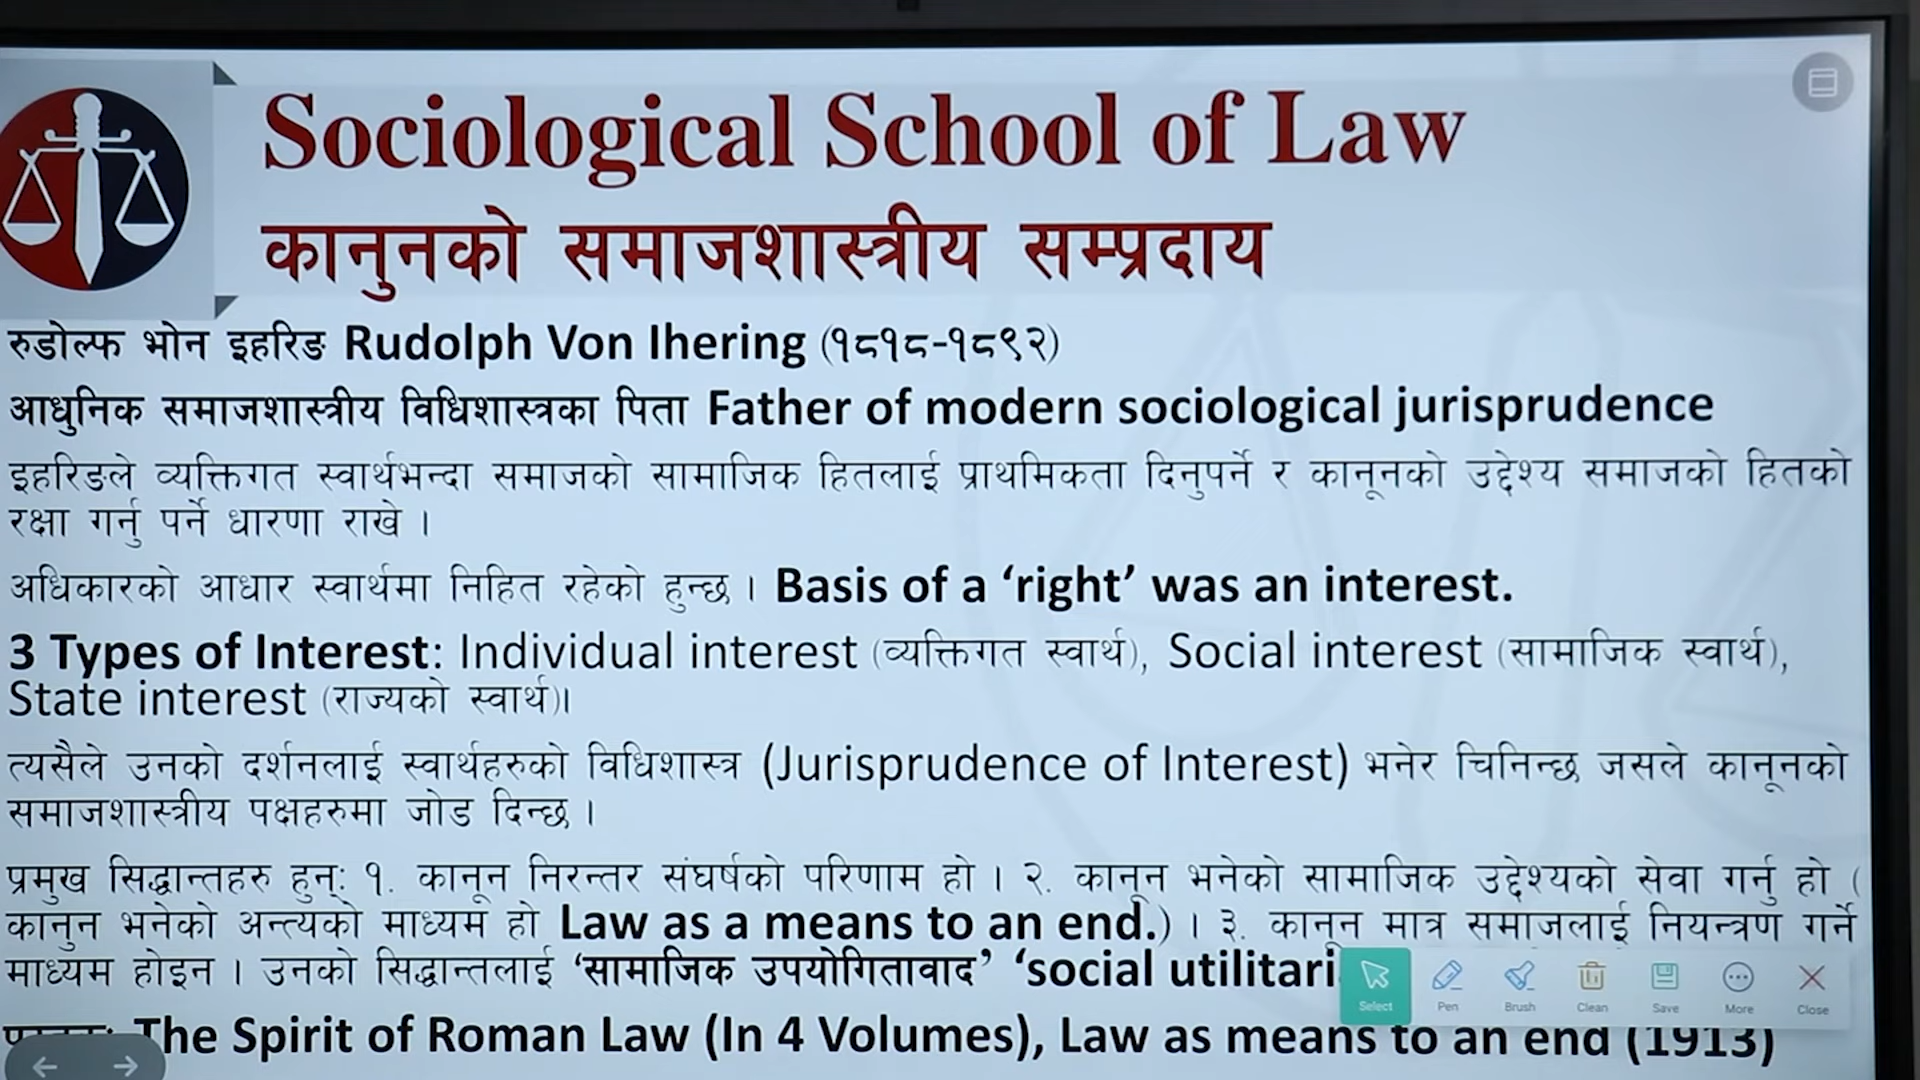 Sociological School of Law
कानुनको समाजशास्त्रीय सम्प्रदाय
रुडोल्फ भोन इहरिङ Rudolph Von Ihering (१८१८-१८९२)
आधुनिक समाजशास्त्रीय विधिशास्त्रका पिता Father of modern sociological jurisprudence
इहरिङले व्यक्तिगत स्वार्थभन्दा समाजको सामाजिक हितलाई प्राथमिकता दिनुपर्ने र कानूनको उद्देश्य समाजको हितको
रक्षा गर्नु पर्ने धारणा राखे ।
अधिकारको आधार स्वार्थमा निहित रहेको हुन्छ । Basis of a ‘right’ was an interest.
3 Types of Interest: Individual interest (व्यक्तिगत स्वार्थ), Social interest (सामाजिक स्वार्थ),
State interest (राज्यको स्वार्थ)।
त्यसैले उनको दर्शनलाई स्वार्थहरुको विधिशास्त्र (Jurisprudence of Interest) भनेर चिनिन्छ जसले कानूनको
समाजशास्त्रीय पक्षहरुमा जोड दिन्छ ।
प्रमुख सिद्धान्तहरु हुन्: १. कानून निरन्तर संघर्षको परिणाम हो । २. कानून भनेको सामाजिक उद्देश्यको सेवा गर्नु हो (
कानुन भनेको अन्त्यको माध्यम हो Law as a means to an end.) । ३. कानून मात्र समाजलाई नियन्त्रण गर्ने
माध्यम होइन । उनको सिद्धान्तलाई ‘सामाजिक उपयोगितावाद’ ‘social utilitari
Select Pen Brush Clean Save More Close
The Spirit of Roman Law (In 4 Volumes), Law as means to an end (1913)